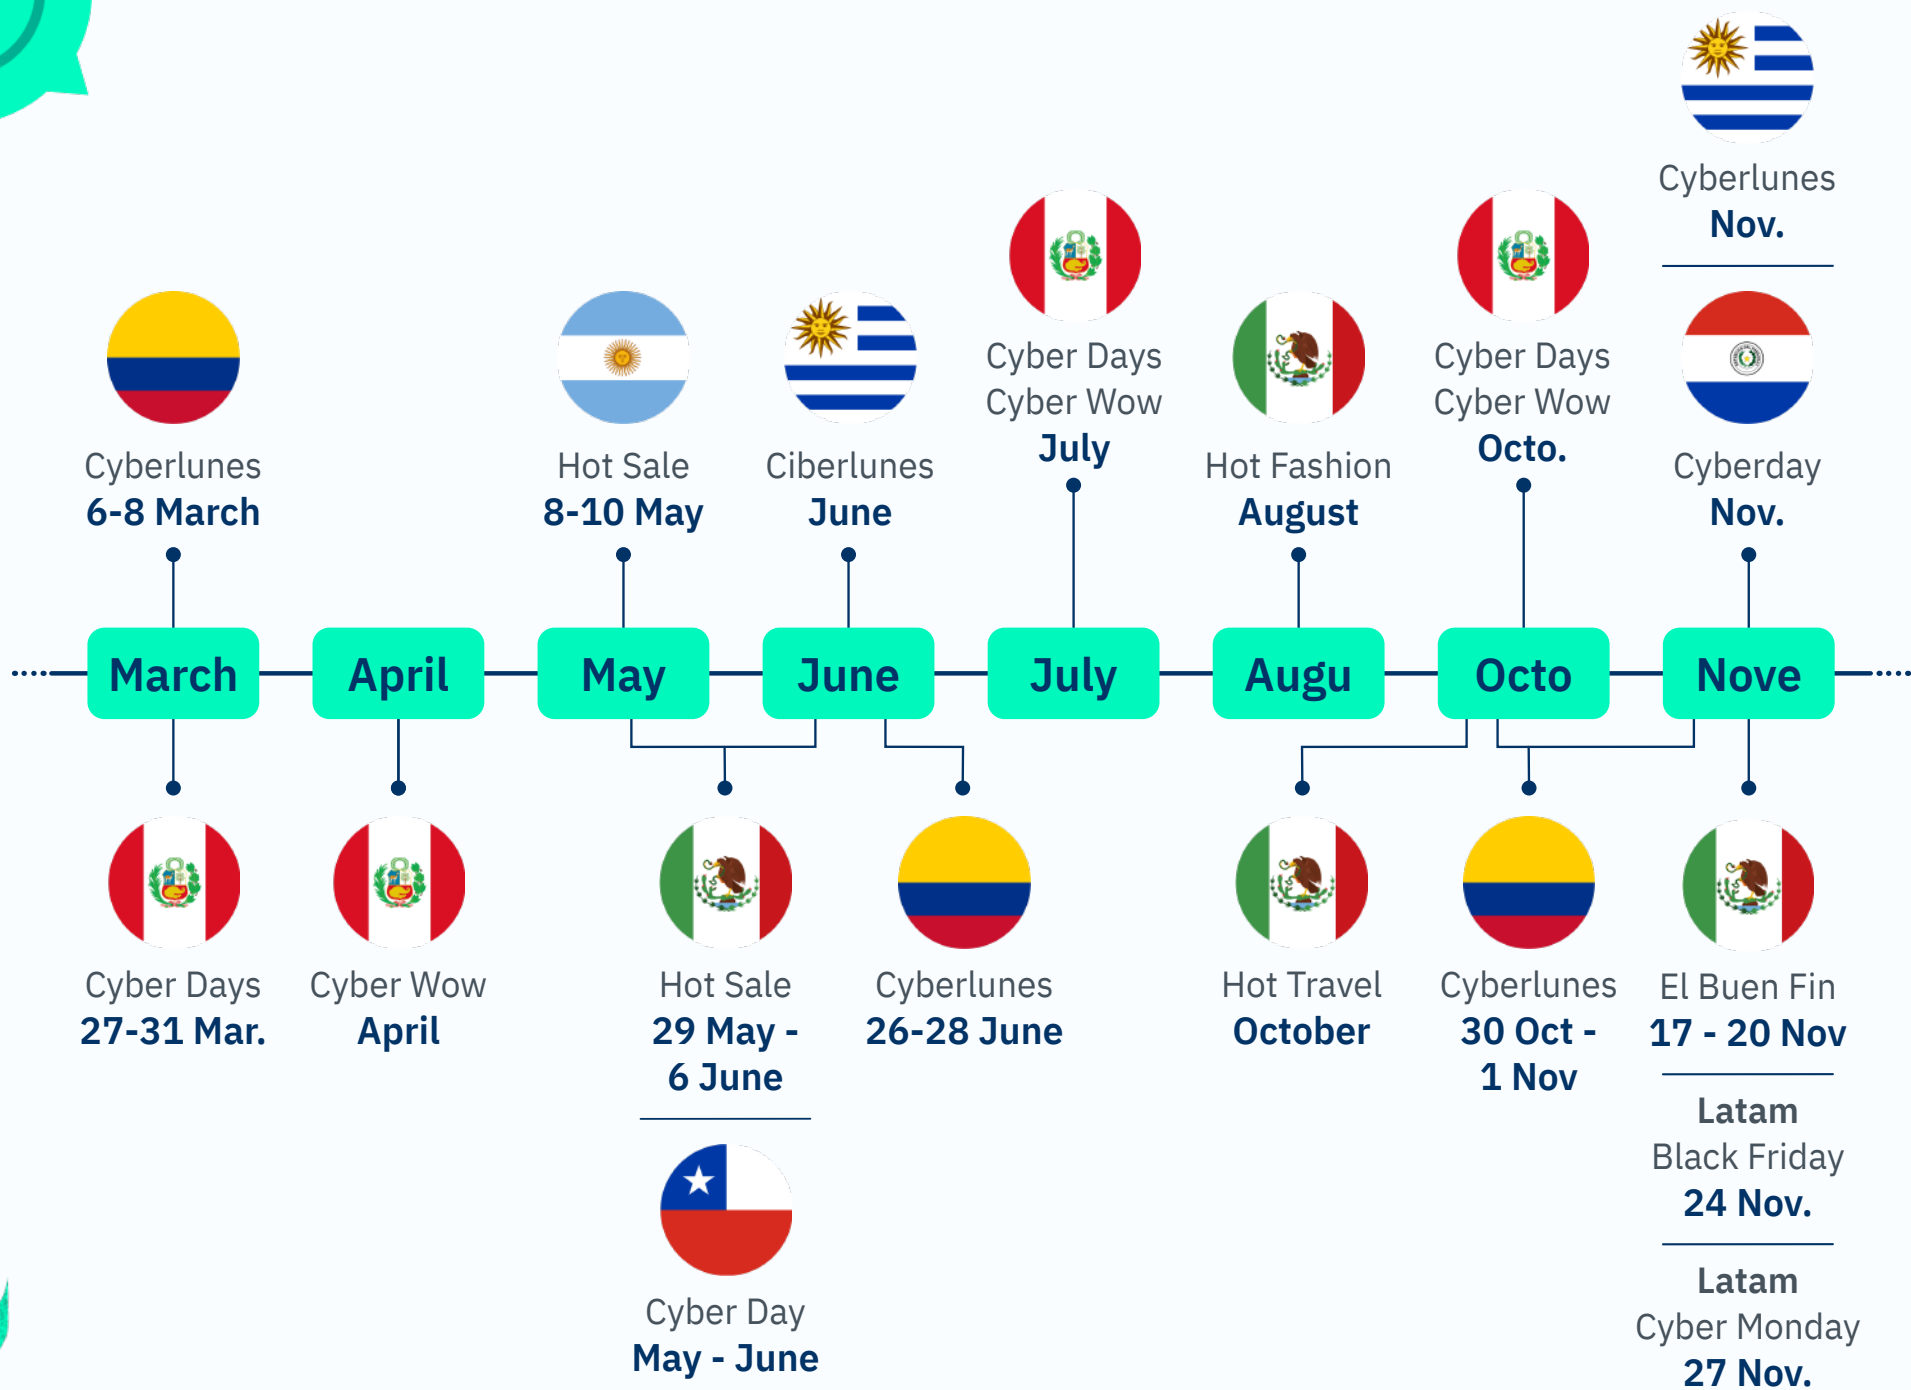 Cyberlunes
Nov.
Cyber Days
Cyber Wow
July
Cyber Days
Cyber Wow
Octo.
Cyberlunes
6-8 March
Hot Sale
8-10 May
Ciberlunes
June
Hot Fashion
August
Cyberday
Nov.
March
April
May
June
July
Augu
Octo
Nove
Cyber Days
27-31 Mar.
Cyber Wow
April
Hot Sale
29 May -
6 June
Cyber Day
May - June
Cyberlunes
26-28 June
Hot Travel
October
Cyberlunes
30 Oct -
1 Nov
El Buen Fin
17 - 20 Nov
Latam
Black Friday
24 Nov.
Latam
Cyber Monday
27 Nov.